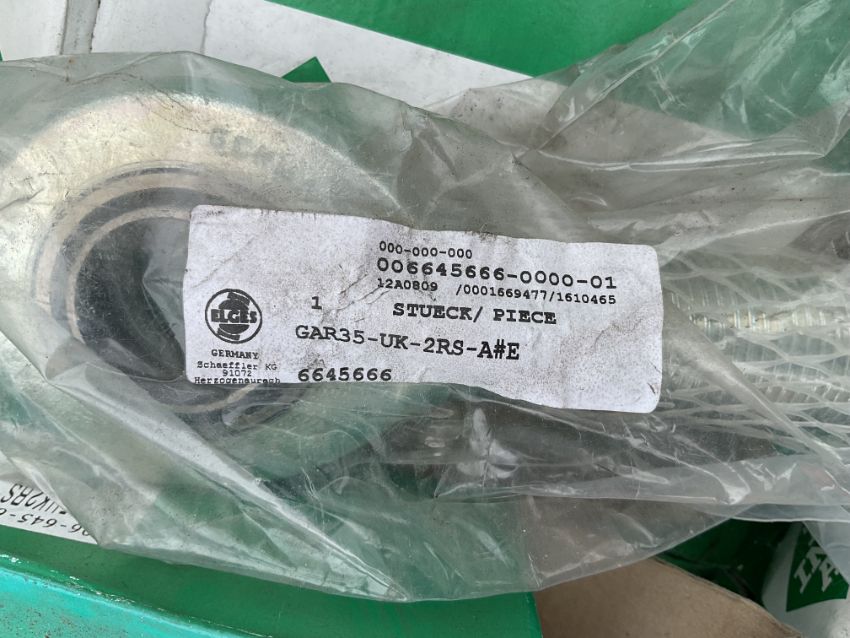 000-000-000
006645666-0000-01
12A0809 /0001669477/1610465
1 STUECK/ PIECE
ELGES
GAR35-UK-2RS-A#E
GERMANY
Schaeffler KG
91072
Herzogenaurach
6645666